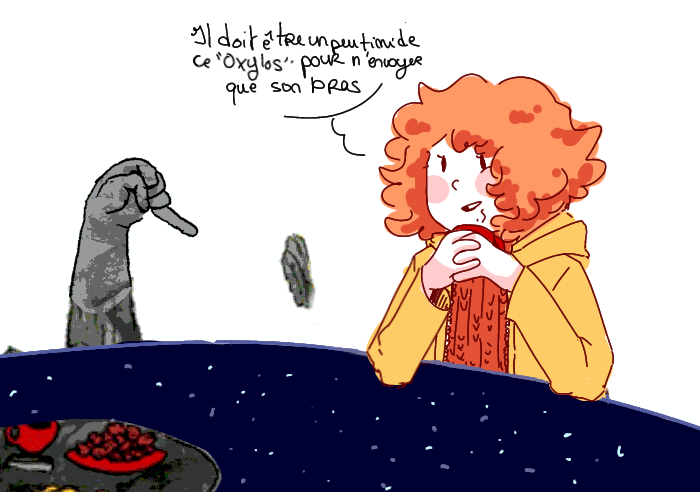 Il doit être un peu timide
ce "Oxylos" pour n'envoyer
que son bras